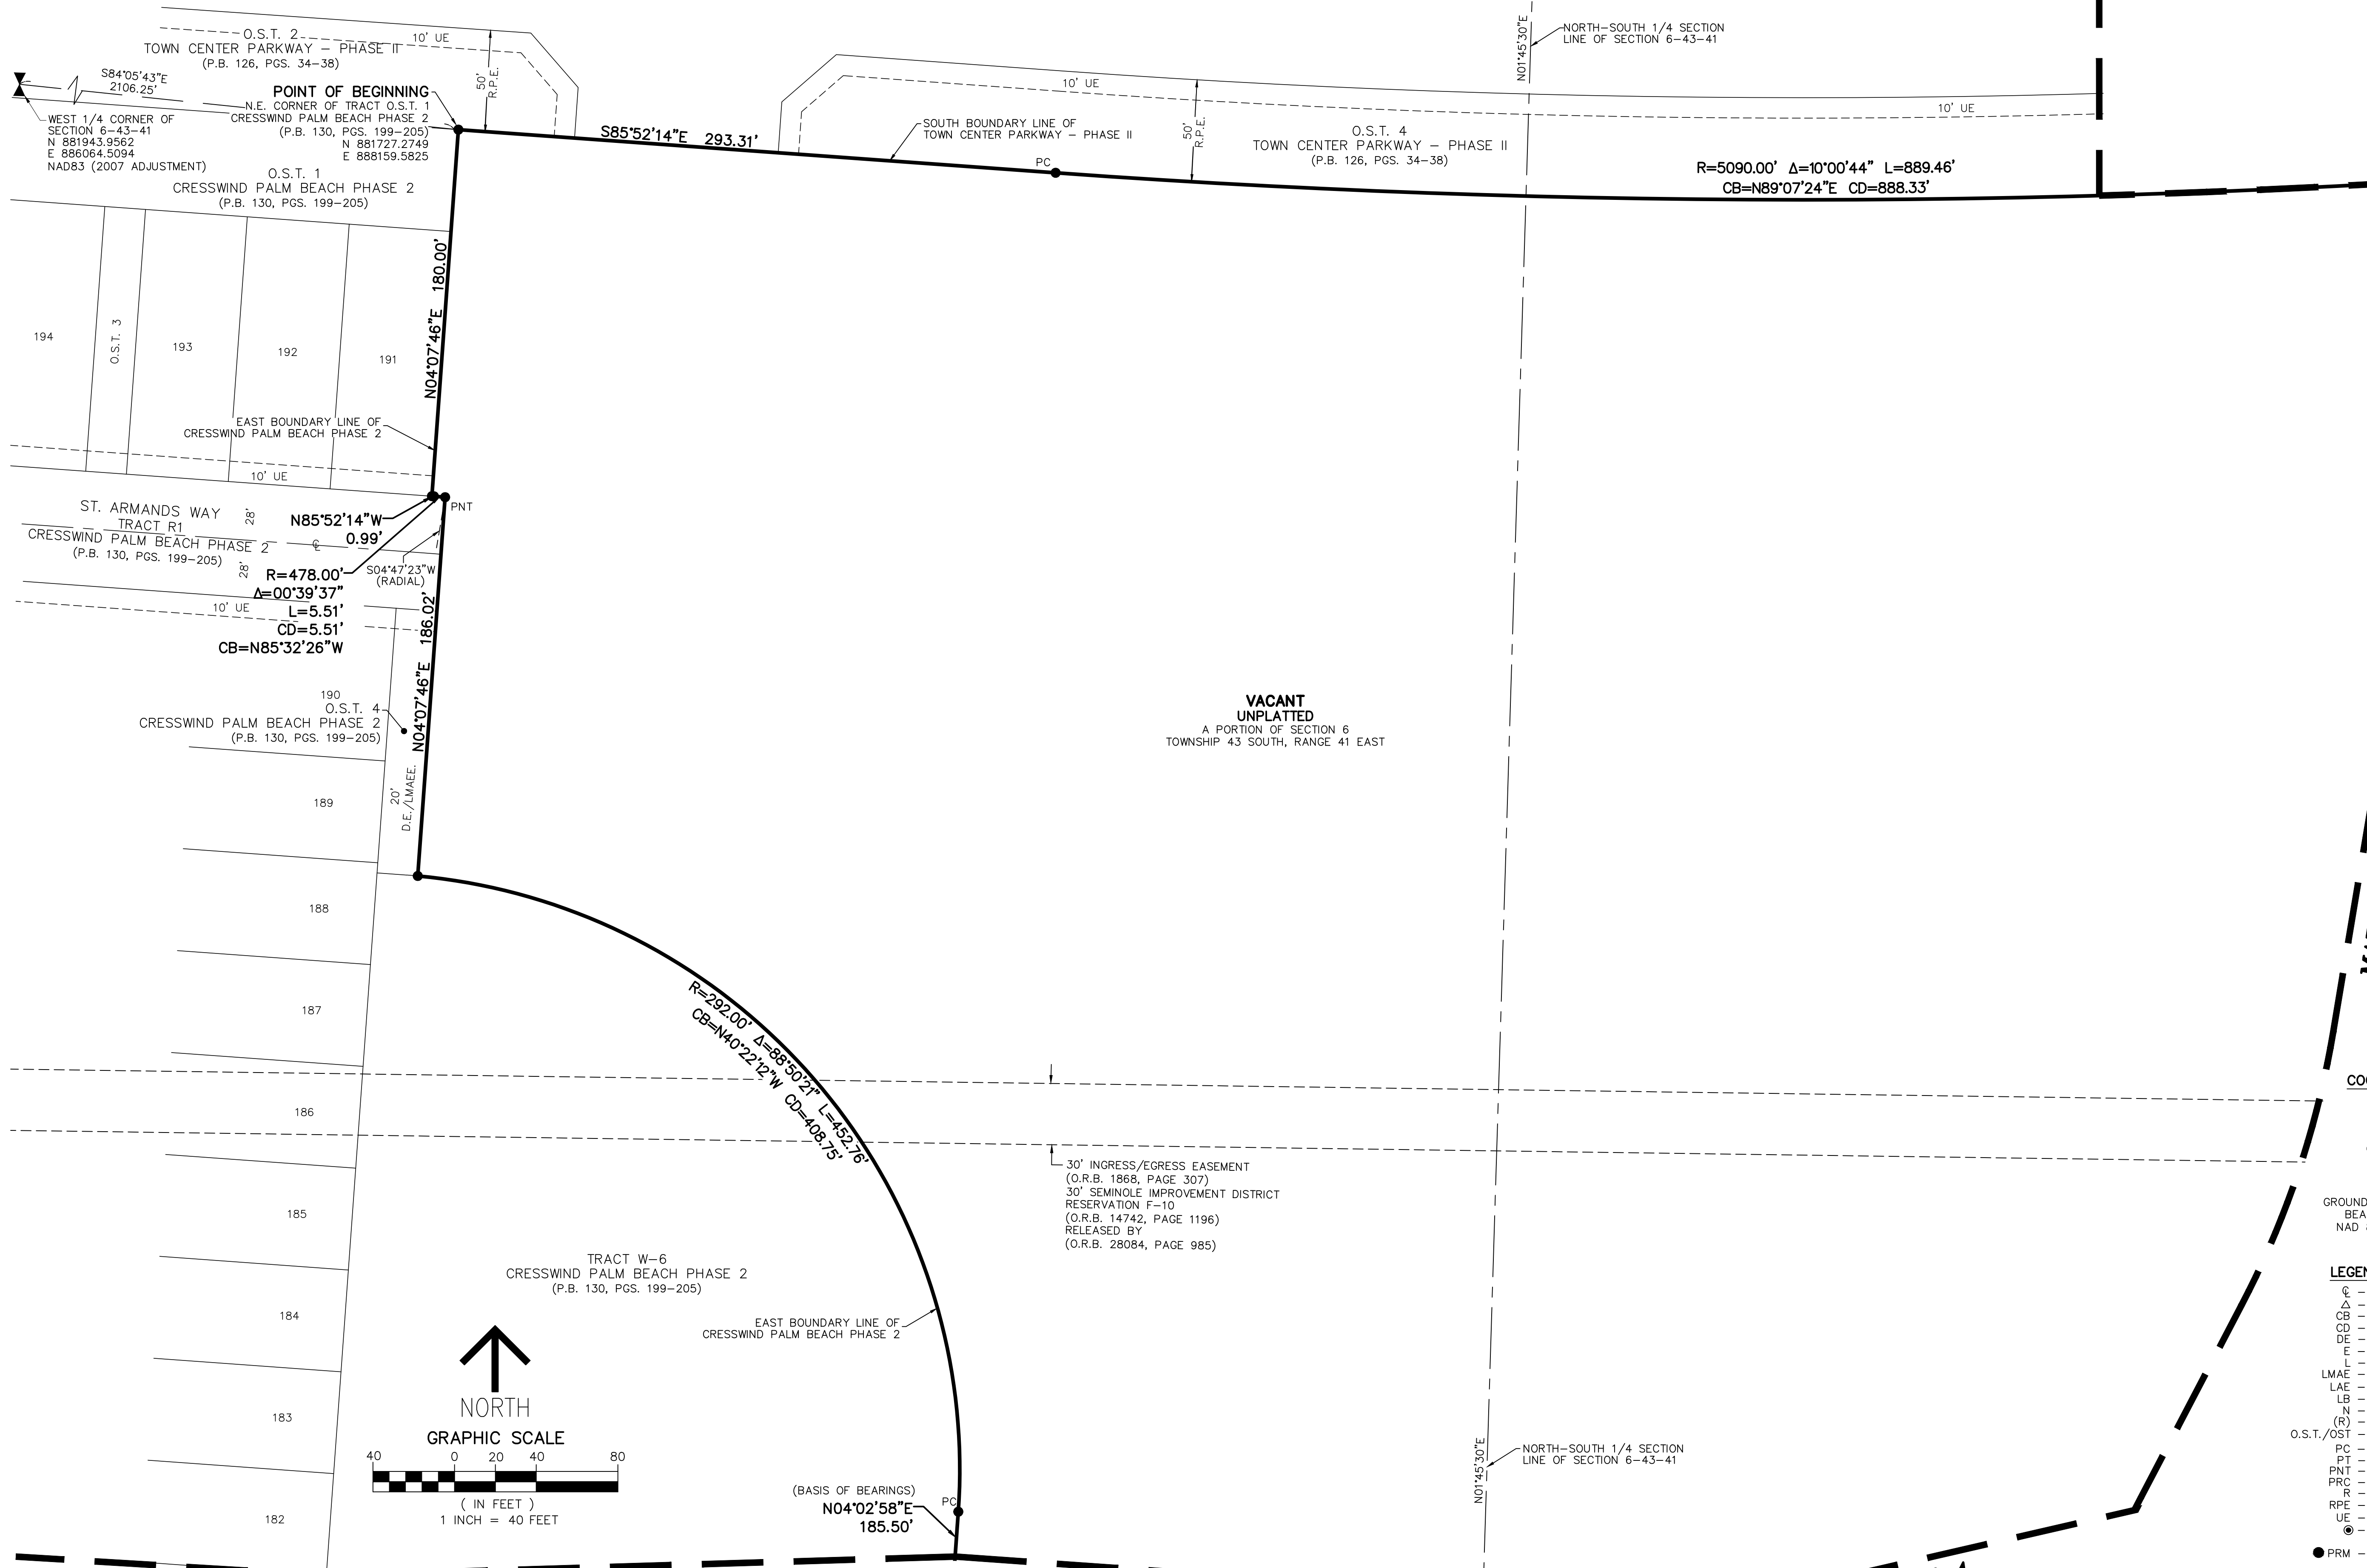 O.S.T. 2
TOWN CENTER PARKWAY – PHASE II
(P.B. 126, PGS. 34–38)
10' UE
50'
R.P.E.
S84°05'43"E
2106.25'
WEST 1/4 CORNER OF
SECTION 6–43–41
N 881943.9562
E 886064.5094
NAD83 (2007 ADJUSTMENT)
POINT OF BEGINNING
N.E. CORNER OF TRACT O.S.T. 1
CRESSWIND PALM BEACH PHASE 2
(P.B. 130, PGS. 199–205)
N 881727.2749
E 888159.5825
O.S.T. 1
CRESSWIND PALM BEACH PHASE 2
(P.B. 130, PGS. 199–205)
S85°52'14"E 293.31'
SOUTH BOUNDARY LINE OF
TOWN CENTER PARKWAY – PHASE II
PC
10' UE
50'
R.P.E.
O.S.T. 4
TOWN CENTER PARKWAY – PHASE II
(P.B. 126, PGS. 34–38)
N01°45'30"E
NORTH–SOUTH 1/4 SECTION
LINE OF SECTION 6–43–41
10' UE
R=5090.00' Δ=10°00'44" L=889.46'
CB=N89°07'24"E CD=888.33'
194
O.S.T. 3
193
192
191
N04°07'46"E 180.00'
EAST BOUNDARY LINE OF
CRESSWIND PALM BEACH PHASE 2
10' UE
ST. ARMANDS WAY
TRACT R1
CRESSWIND PALM BEACH PHASE 2
(P.B. 130, PGS. 199–205)
28'
℄
28'
PNT
N85°52'14"W
0.99'
S04°47'23"W
(RADIAL)
R=478.00'
Δ=00°39'37"
L=5.51'
CD=5.51'
CB=N85°32'26"W
10' UE
N04°07'46"E 186.02'
190
O.S.T. 4
CRESSWIND PALM BEACH PHASE 2
(P.B. 130, PGS. 199–205)
20'
D.E./LMAEE.
189
188
187
186
185
184
183
182
VACANT
UNPLATTED
A PORTION OF SECTION 6
TOWNSHIP 43 SOUTH, RANGE 41 EAST
R=292.00' Δ=88°50'21" L=452.76'
CB=N40°22'12"W CD=408.75'
30' INGRESS/EGRESS EASEMENT
(O.R.B. 1868, PAGE 307)
30' SEMINOLE IMPROVEMENT DISTRICT
RESERVATION F–10
(O.R.B. 14742, PAGE 1196)
RELEASED BY
(O.R.B. 28084, PAGE 985)
TRACT W–6
CRESSWIND PALM BEACH PHASE 2
(P.B. 130, PGS. 199–205)
EAST BOUNDARY LINE OF
CRESSWIND PALM BEACH PHASE 2
NORTH
GRAPHIC SCALE
40 0 20 40 80
( IN FEET )
1 INCH = 40 FEET
(BASIS OF BEARINGS)
N04°02'58"E
185.50'
PC
N01°45'30"E
NORTH–SOUTH 1/4 SECTION
LINE OF SECTION 6–43–41
GROUND
BEA
NAD
LEGEN
℄ –
Δ –
CB –
CD –
DE –
E –
L –
LMAE –
LAE –
LB –
N –
(R) –
O.S.T./OST –
PC –
PT –
PNT –
PRC –
R –
RPE –
UE –
PRM –